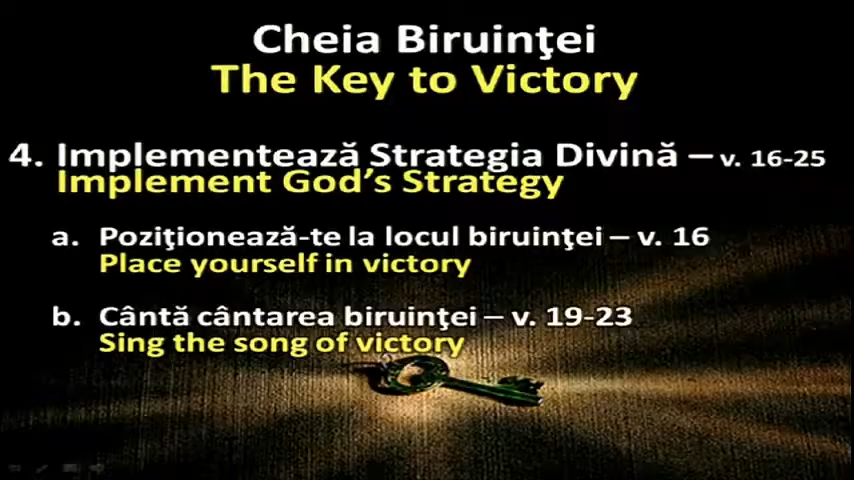 Cheia Biruinţei
The Key to Victory
4. Implementează Strategia Divină – v. 16-25
Implement God’s Strategy
a. Poziţionează-te la locul biruinţei – v. 16
Place yourself in victory
b. Cântă cântarea biruinţei – v. 19-23
Sing the song of victory